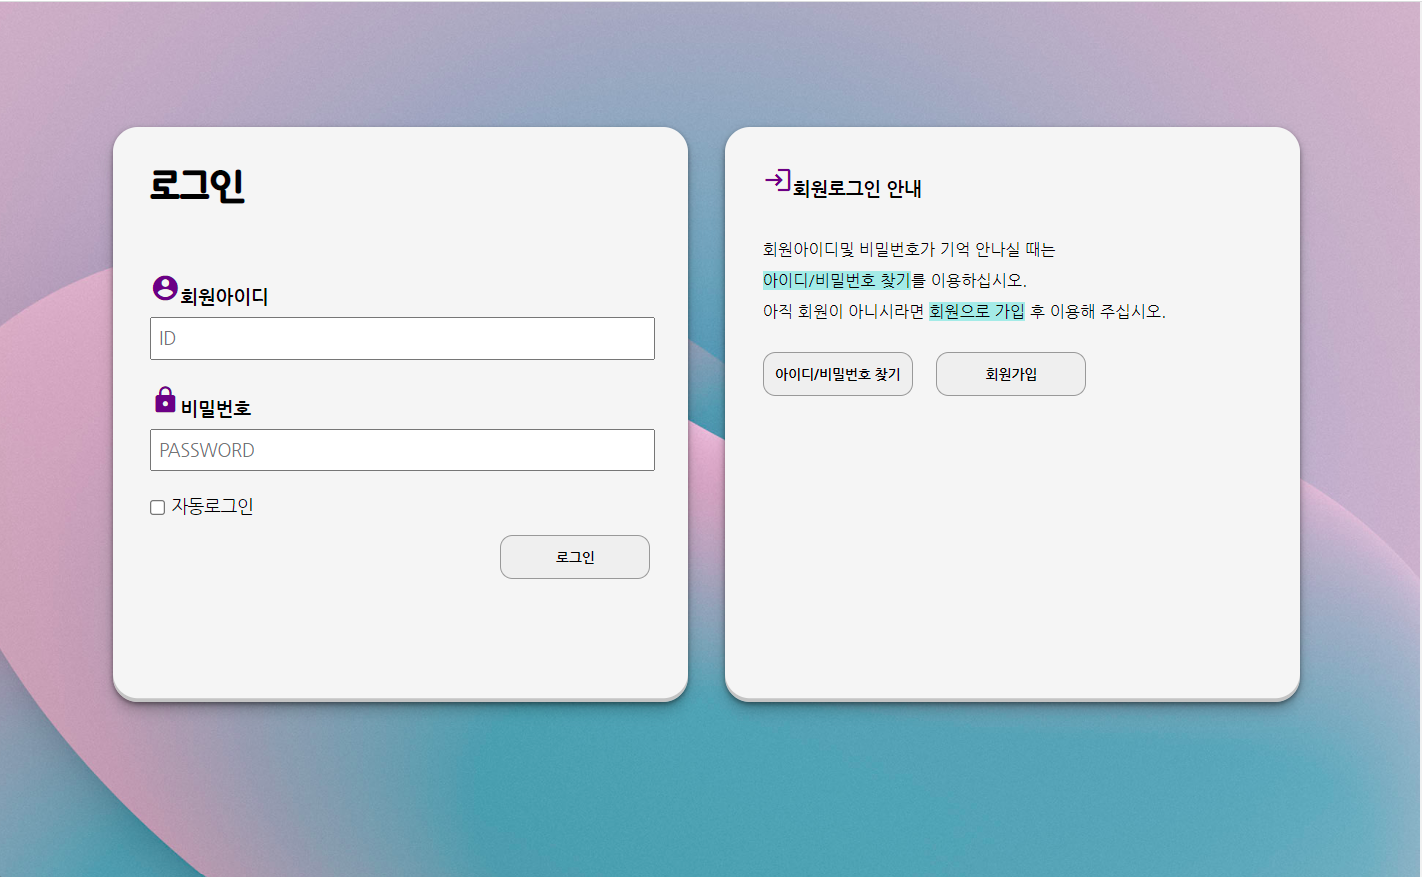 로그인
회원아이디
ID
비밀번호
PASSWORD
자동로그인
로그인
회원로그인 안내
회원아이디및 비밀번호가 기억 안나실 때는
아이디/비밀번호 찾기를 이용하십시오.
아직 회원이 아니시라면 회원으로 가입 후 이용해 주십시오.
아이디/비밀번호 찾기
회원가입